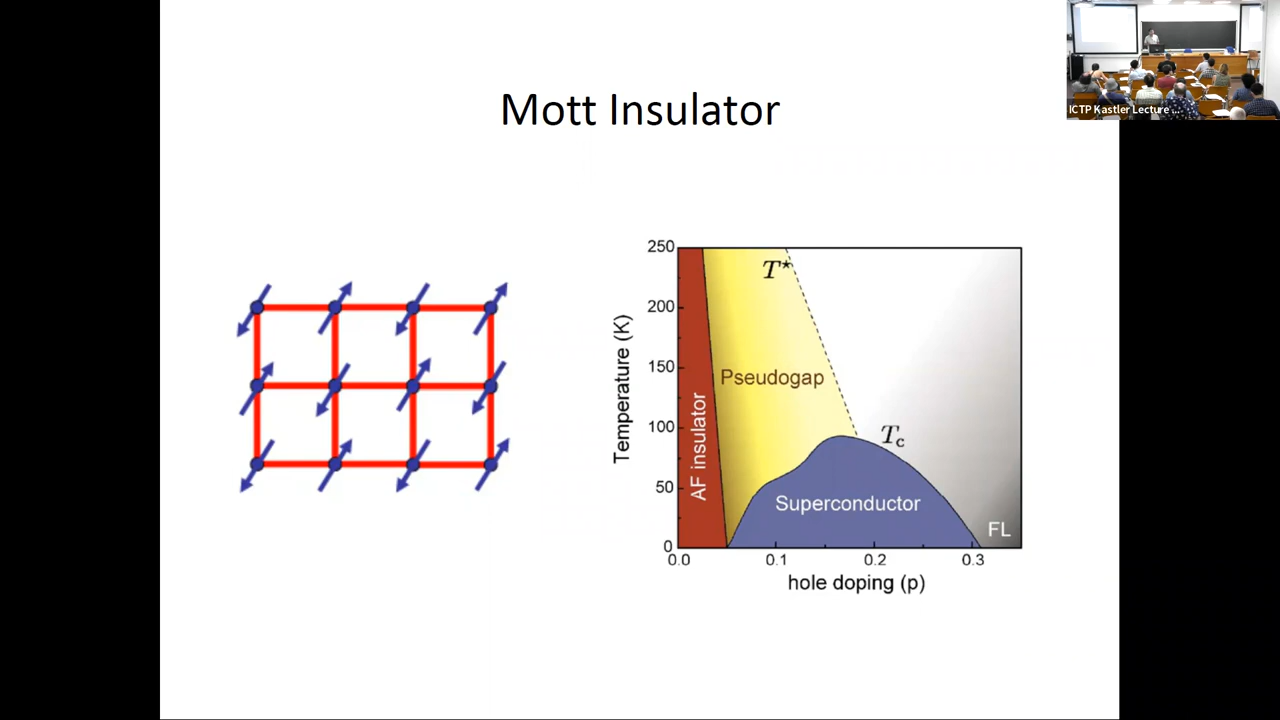 ICTP Kastler Lecture ...
Mott Insulator
250
200
150
100
50
0
Temperature (K)
T*
Pseudogap
AF insulator
Tc
Superconductor
FL
0.0 0.1 0.2 0.3
hole doping (p)